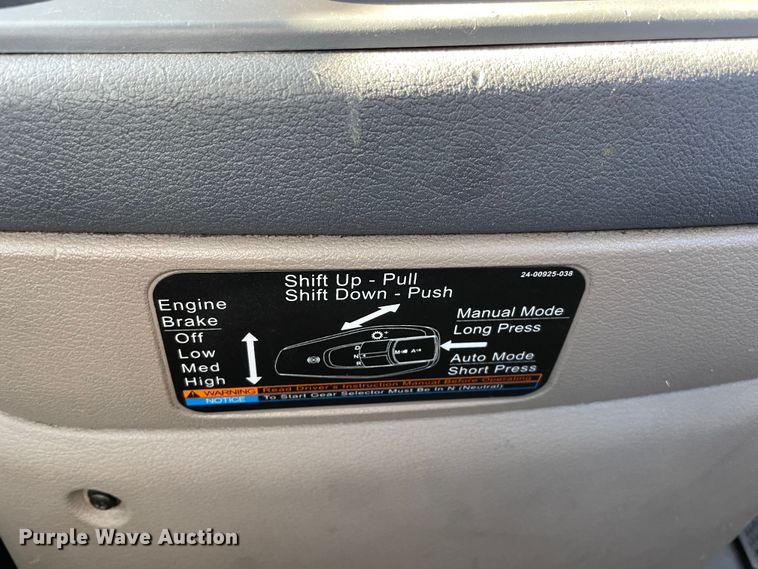 24-00925-038
Shift Up - Pull
Shift Down - Push
Engine
Brake
Off
Low
Med
High
Manual Mode
Long Press
Auto Mode
Short Press
D
N
R
M
A
WARNING Read Driver's Instruction Manual Before Operating
NOTICE To Start Gear Selector Must Be In N (Neutral)
Purple Wave Auction